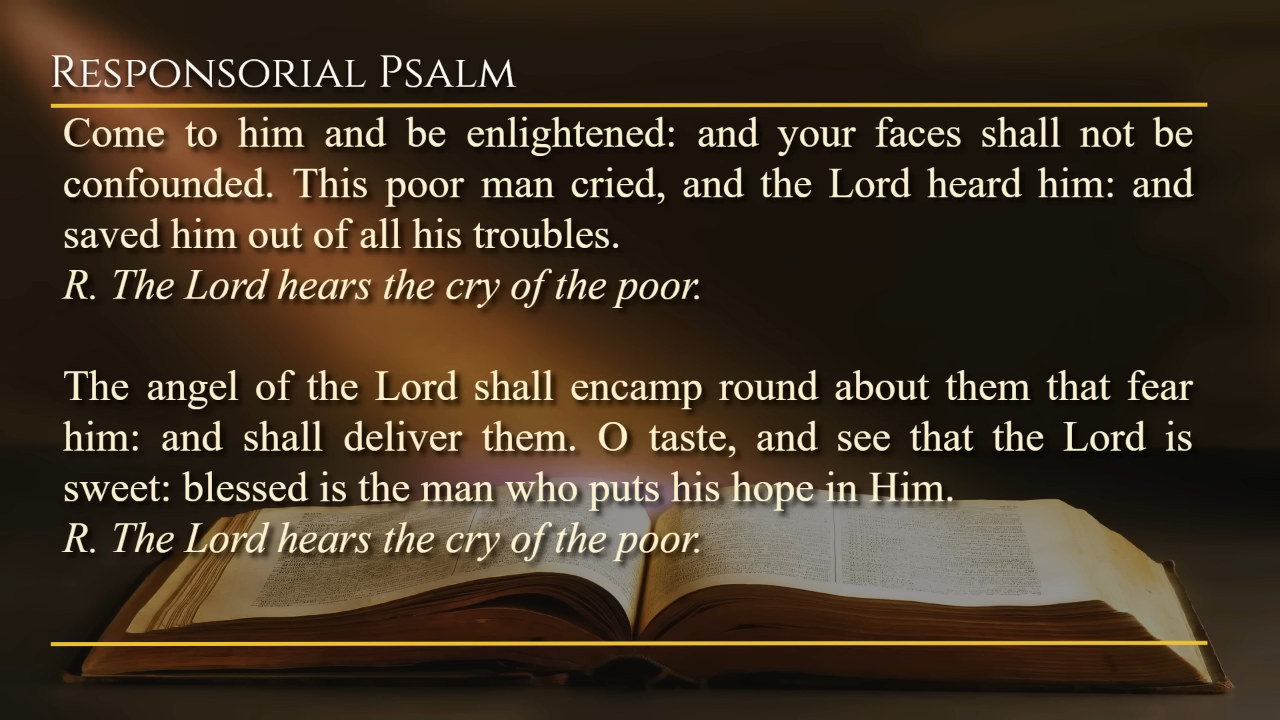 Responsorial Psalm
Come to him and be enlightened: and your faces shall not be
confounded. This poor man cried, and the Lord heard him: and
saved him out of all his troubles.
R. The Lord hears the cry of the poor.
The angel of the Lord shall encamp round about them that fear
him: and shall deliver them. O taste, and see that the Lord is
sweet: blessed is the man who puts his hope in Him.
R. The Lord hears the cry of the poor.